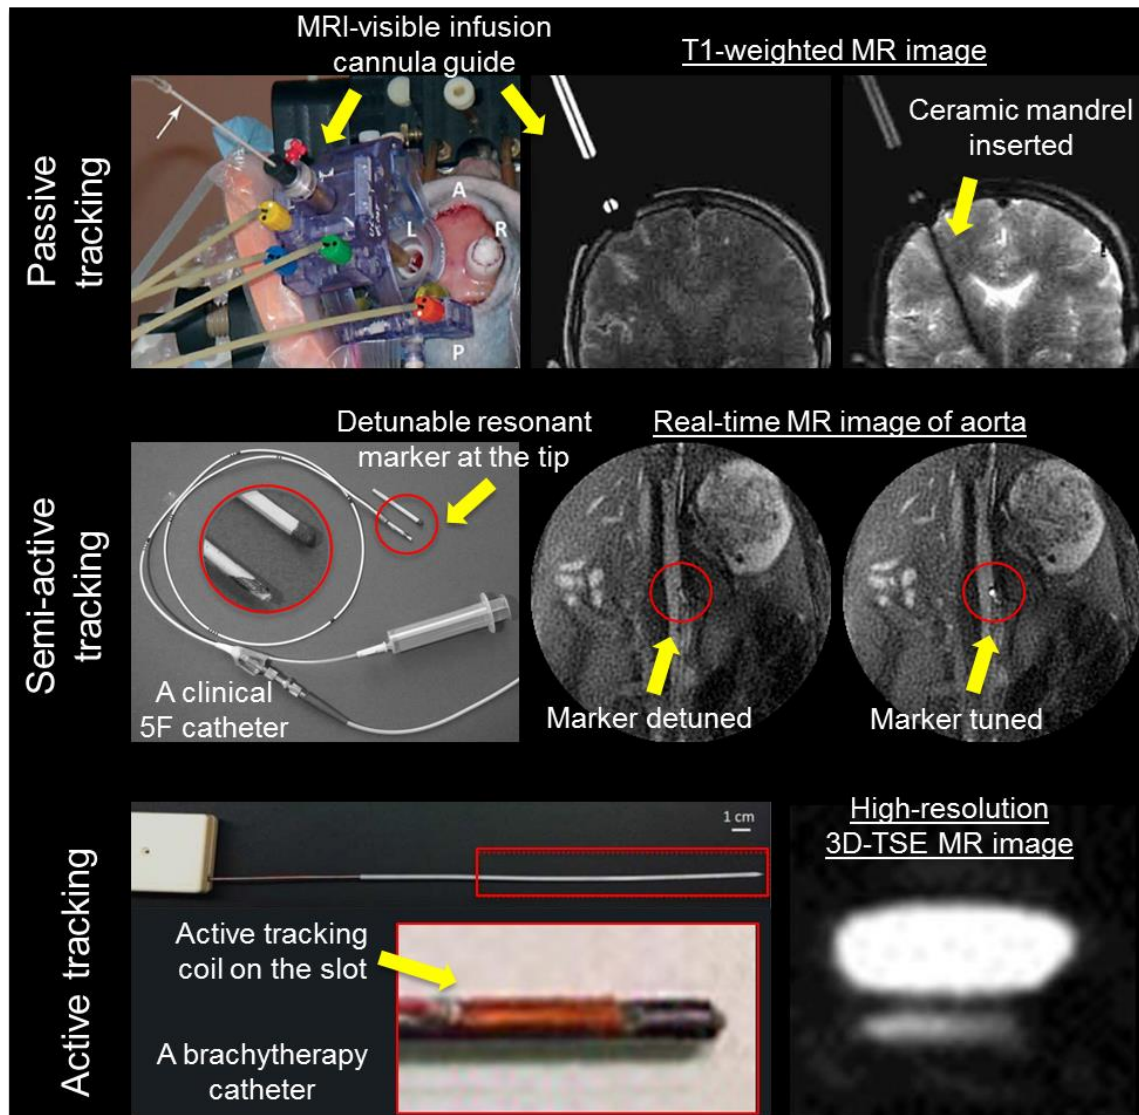 MRI-visible infusion
cannula guide
T1-weighted MR image
Ceramic mandrel
inserted
Passive
tracking
A
L
R
P
Detunable resonant
marker at the tip
Real-time MR image of aorta
Semi-active
tracking
A clinical
5F catheter
Marker detuned
Marker tuned
1 cm
High-resolution
3D-TSE MR image
Active tracking
Active tracking
coil on the slot
A brachytherapy
catheter